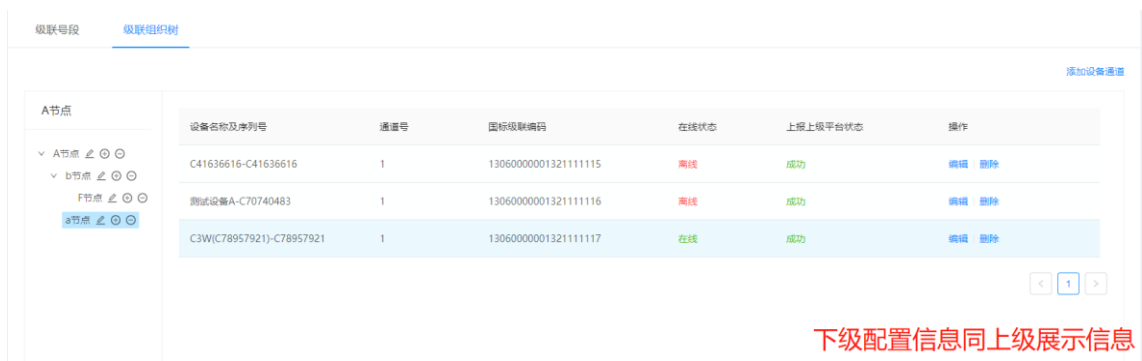 级联号段 级联组织树
添加设备通道
A节点
设备名称及序列号 通道号 国标级联编码 在线状态 上报上级平台状态 操作
A节点
b节点
F节点
a节点
C41636616-C41636616 1 13060000001321111115 离线 成功 编辑 删除
测试设备A-C70740483 1 13060000001321111116 离线 成功 编辑 删除
C3W(C78957921)-C78957921 1 13060000001321111117 在线 成功 编辑 删除
1
下级配置信息同上级展示信息